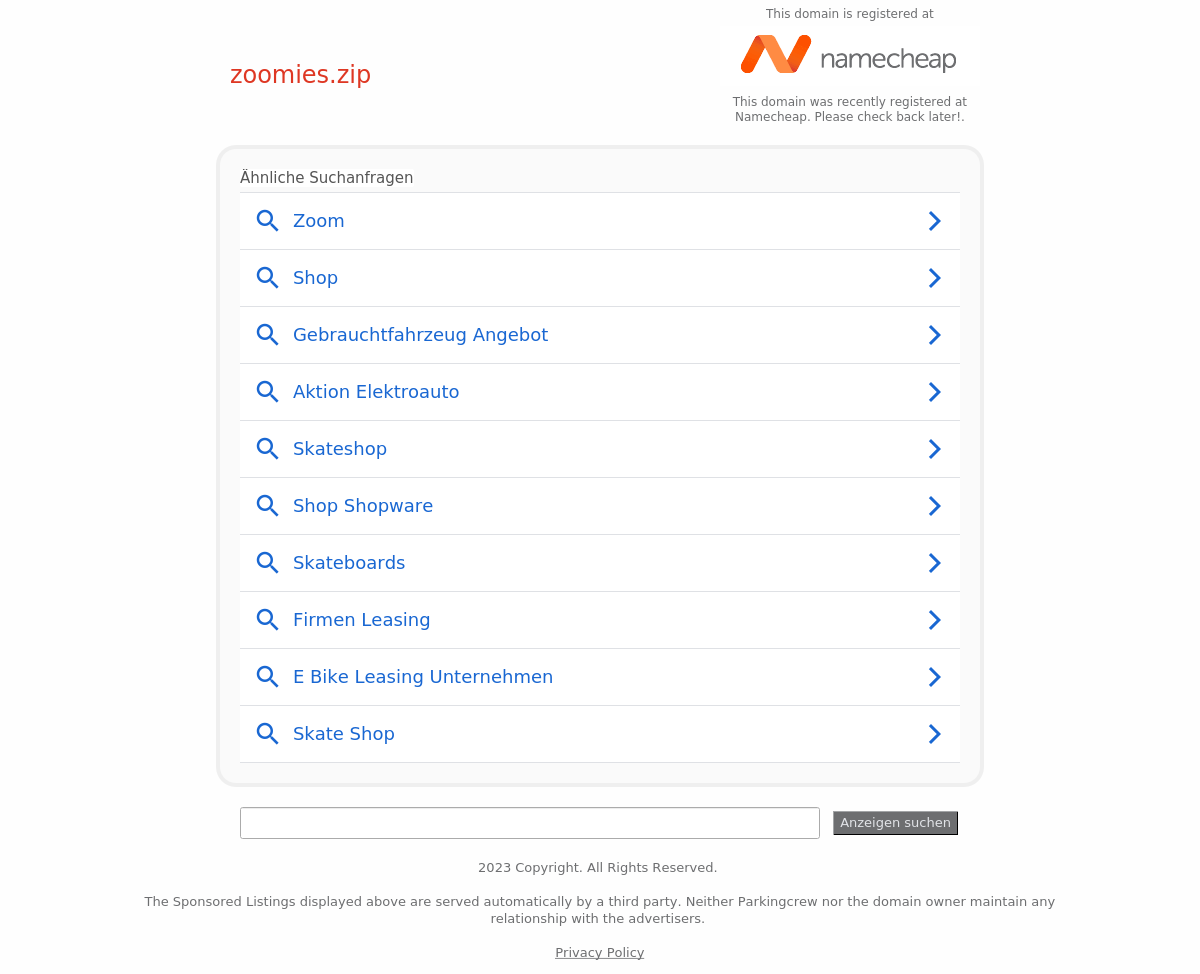 This domain is registered at
namecheap
zoomies.zip
This domain was recently registered at
Namecheap. Please check back later!.
Ähnliche Suchanfragen
Zoom
Shop
Gebrauchtfahrzeug Angebot
Aktion Elektroauto
Skateshop
Shop Shopware
Skateboards
Firmen Leasing
E Bike Leasing Unternehmen
Skate Shop
Anzeigen suchen
2023 Copyright. All Rights Reserved.
The Sponsored Listings displayed above are served automatically by a third party. Neither Parkingcrew nor the domain owner maintain any
relationship with the advertisers.
Privacy Policy